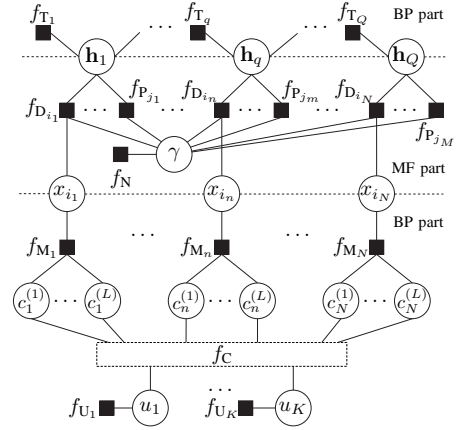 f_{T_1} ... f_{T_q} ... f_{T_Q} BP part
h_1 h_q h_Q
f_{D_{i_1}} ... f_{P_{j_1}} f_{D_{i_n}} ... f_{P_{j_m}} f_{D_{i_N}} ...
γ f_{P_{j_M}}
f_N
MF part
x_{i_1} x_{i_n} x_{i_N}
BP part
... ...
f_{M_1} f_{M_n} f_{M_N}
c_1^{(1)} ... c_1^{(L)} c_n^{(1)} ... c_n^{(L)} c_N^{(1)} ... c_N^{(L)}
f_C
...
f_{U_1} u_1 f_{U_K} u_K